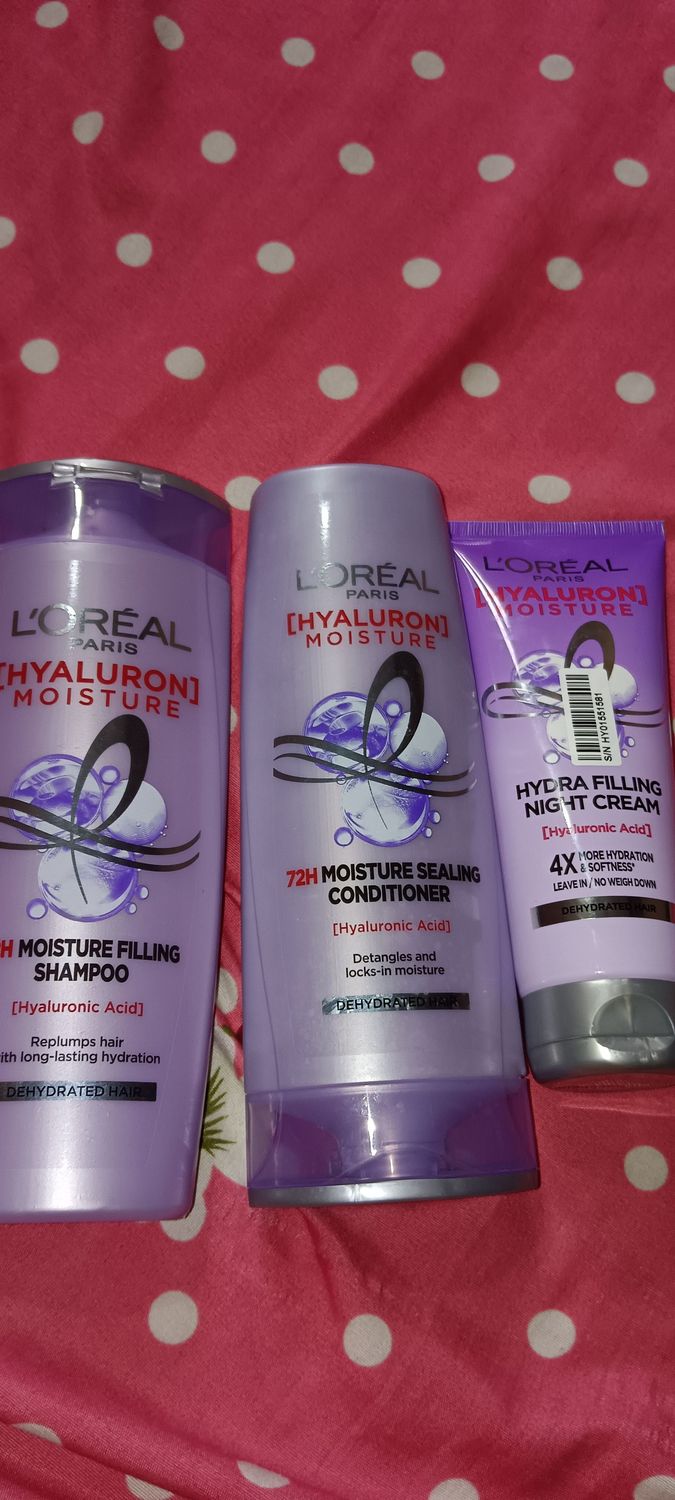 L'ORÉAL
PARIS
[HYALURON]
MOISTURE
H MOISTURE FILLING
SHAMPOO
[Hyaluronic Acid]
Replumps hair
ith long-lasting hydration
DEHYDRATED HAIR
L'ORÉAL
PARIS
[HYALURON]
MOISTURE
72H MOISTURE SEALING
CONDITIONER
[Hyaluronic Acid]
Detangles and
locks-in moisture
DEHYDRATED HAIR
L'ORÉAL
PARIS
[HYALURON]
MOISTURE
S/N HY01551581
HYDRA FILLING
NIGHT CREAM
[Hyaluronic Acid]
4X MORE HYDRATION
& SOFTNESS*
LEAVE IN / NO WEIGH DOWN
DEHYDRATED HAIR